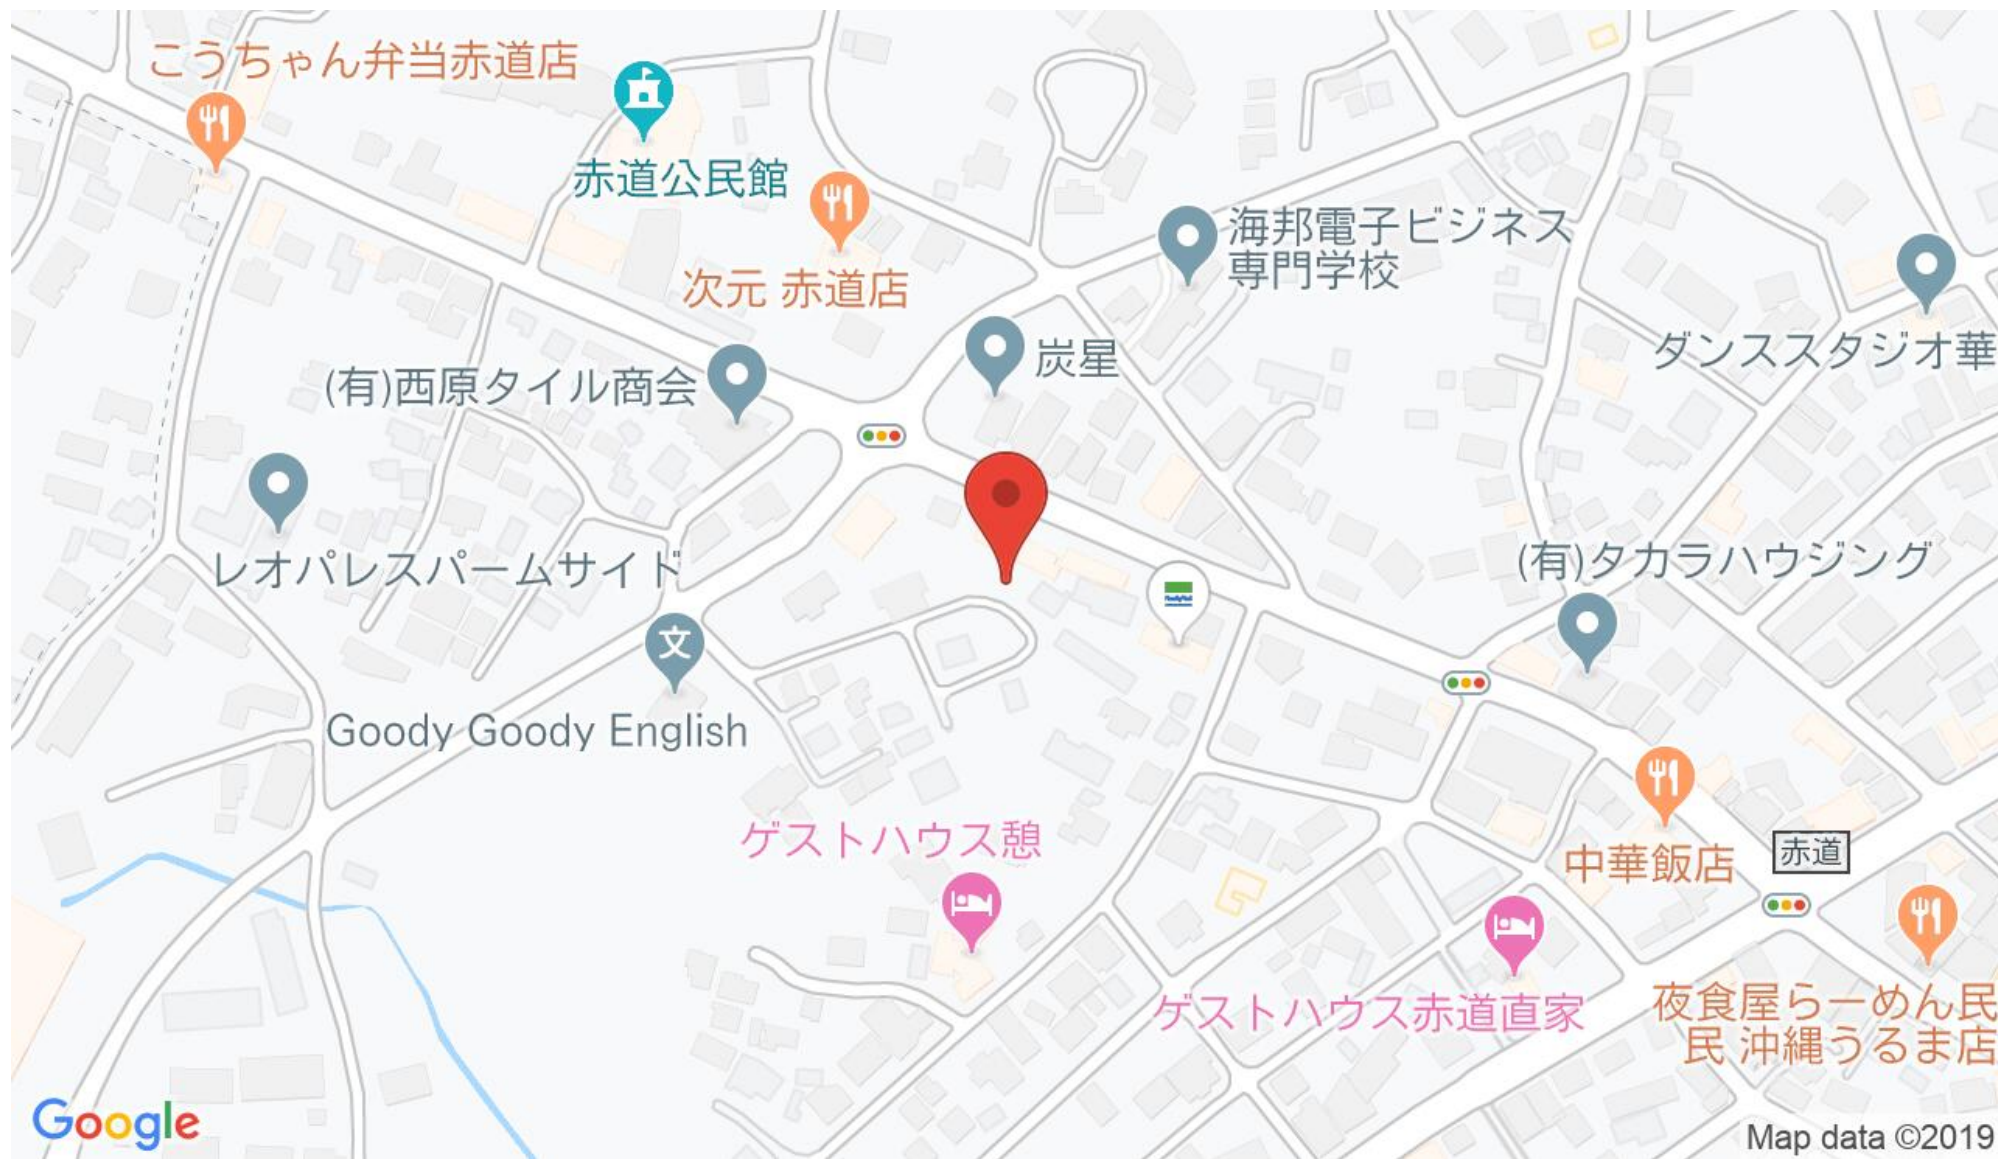 こうちゃん弁当赤道店
赤道公民館
次元 赤道店
海邦電子ビジネス
専門学校
炭星
ダンススタジオ華
(有)西原タイル商会
レオパレスパームサイド
(有)タカラハウジング
FamilyMart
文
Goody Goody English
ゲストハウス憩
中華飯店
赤道
ゲストハウス赤道直家
夜食屋らーめん民
民 沖縄うるま店
Google
Map data ©2019